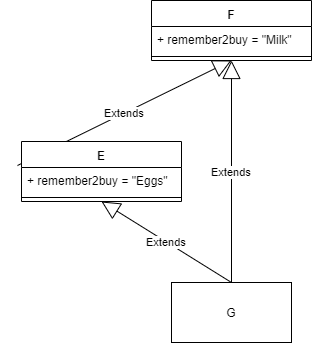 F
+ remember2buy = "Milk"
Extends
E
+ remember2buy = "Eggs"
Extends
Extends
G